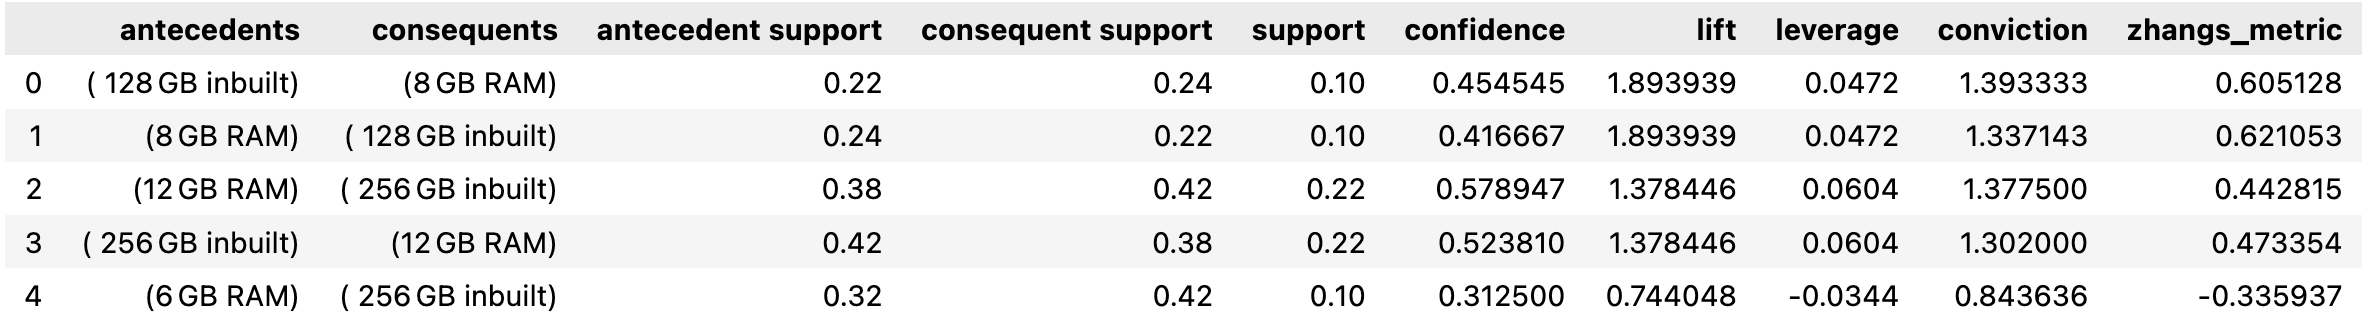 antecedents consequents antecedent support consequent support support confidence lift leverage conviction zhangs_metric
0 ( 128 GB inbuilt) (8 GB RAM) 0.22 0.24 0.10 0.454545 1.893939 0.0472 1.393333 0.605128
1 (8 GB RAM) ( 128 GB inbuilt) 0.24 0.22 0.10 0.416667 1.893939 0.0472 1.337143 0.621053
2 (12 GB RAM) ( 256 GB inbuilt) 0.38 0.42 0.22 0.578947 1.378446 0.0604 1.377500 0.442815
3 ( 256 GB inbuilt) (12 GB RAM) 0.42 0.38 0.22 0.523810 1.378446 0.0604 1.302000 0.473354
4 (6 GB RAM) ( 256 GB inbuilt) 0.32 0.42 0.10 0.312500 0.744048 -0.0344 0.843636 -0.335937